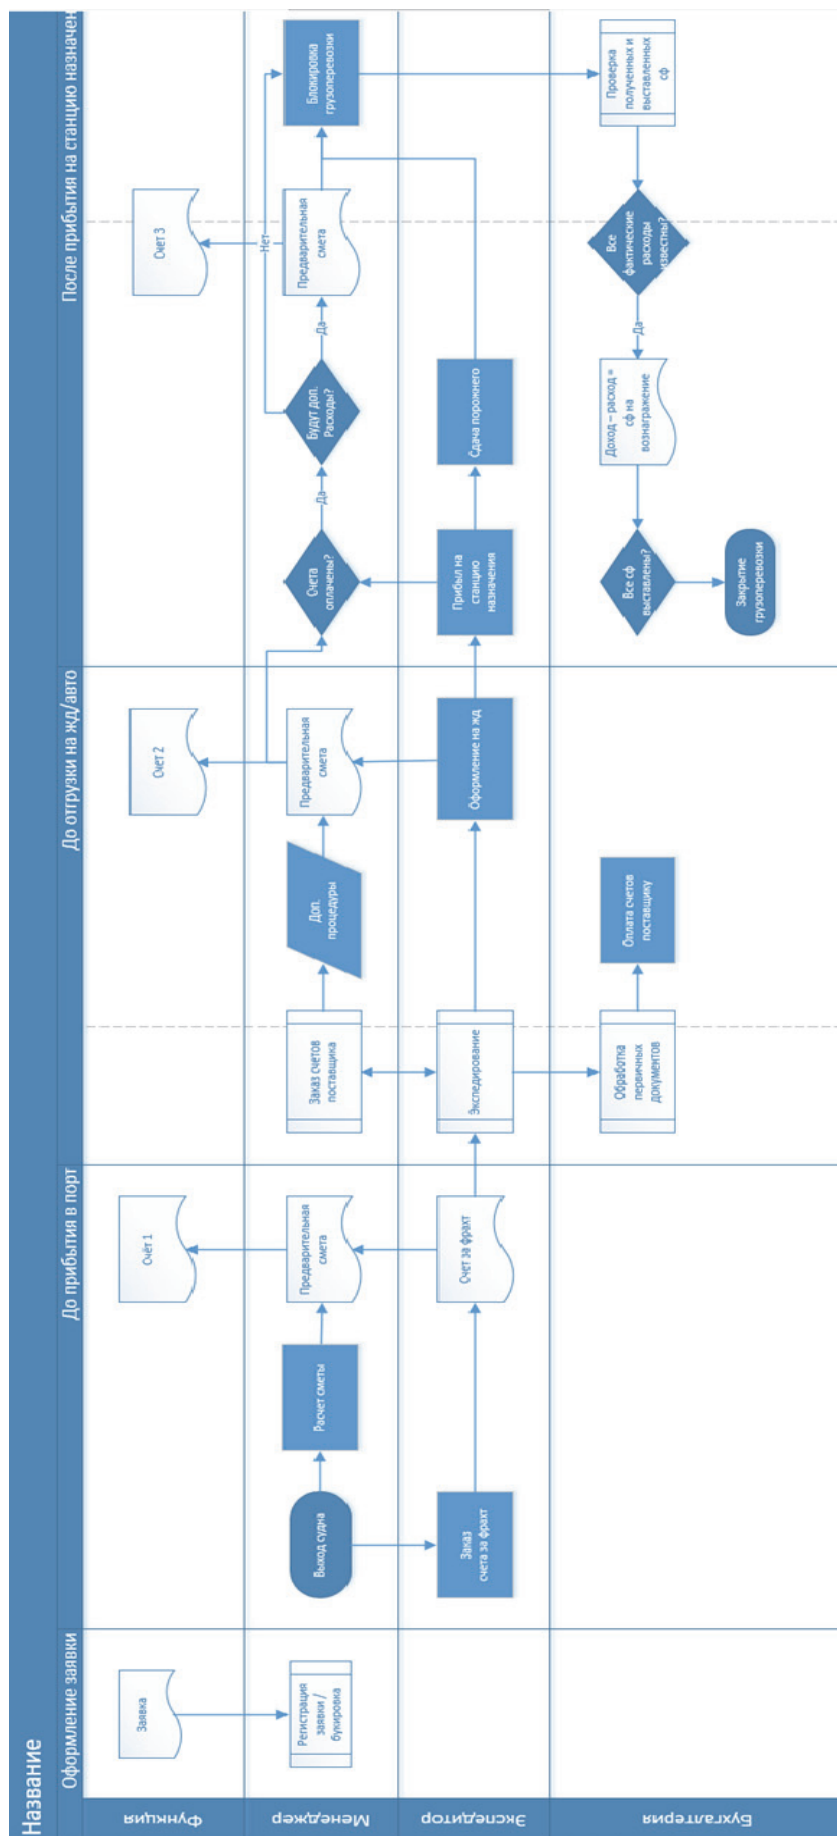 Название
Оформление заявки
До прибытия в порт
До отгрузки на жд/авто
После прибытия на станцию назначен
Функция
Заявка
Счёт 1
Счет 2
Счет 3
Менеджер
Регистрация
заявки /
букировка
Выход судна
Расчет сметы
Предварительная
смета
Заказ счетов
поставщика
Доп.
процедуры
Предварительная
смета
Счета
оплачены?
Да
Будут доп.
Расходы?
Да
Нет
Предварительная
смета
Блокировка
грузоперевозки
Экспедитор
Заказ
счета за фрахт
Счет за фрахт
Экспедирование
Оформление на жд
Прибыл на
станцию
назначения
Сдача порожнего
Бухгалтерия
Обработка
первичных
документов
Оплата счетов
поставщику
Проверка
полученных и
выставленных
сф
Все
фактические
расходы
известны?
Да
Доход – расход =
сф на
вознагражение
Все сф
выставлены?
Закрытие
грузоперевозки